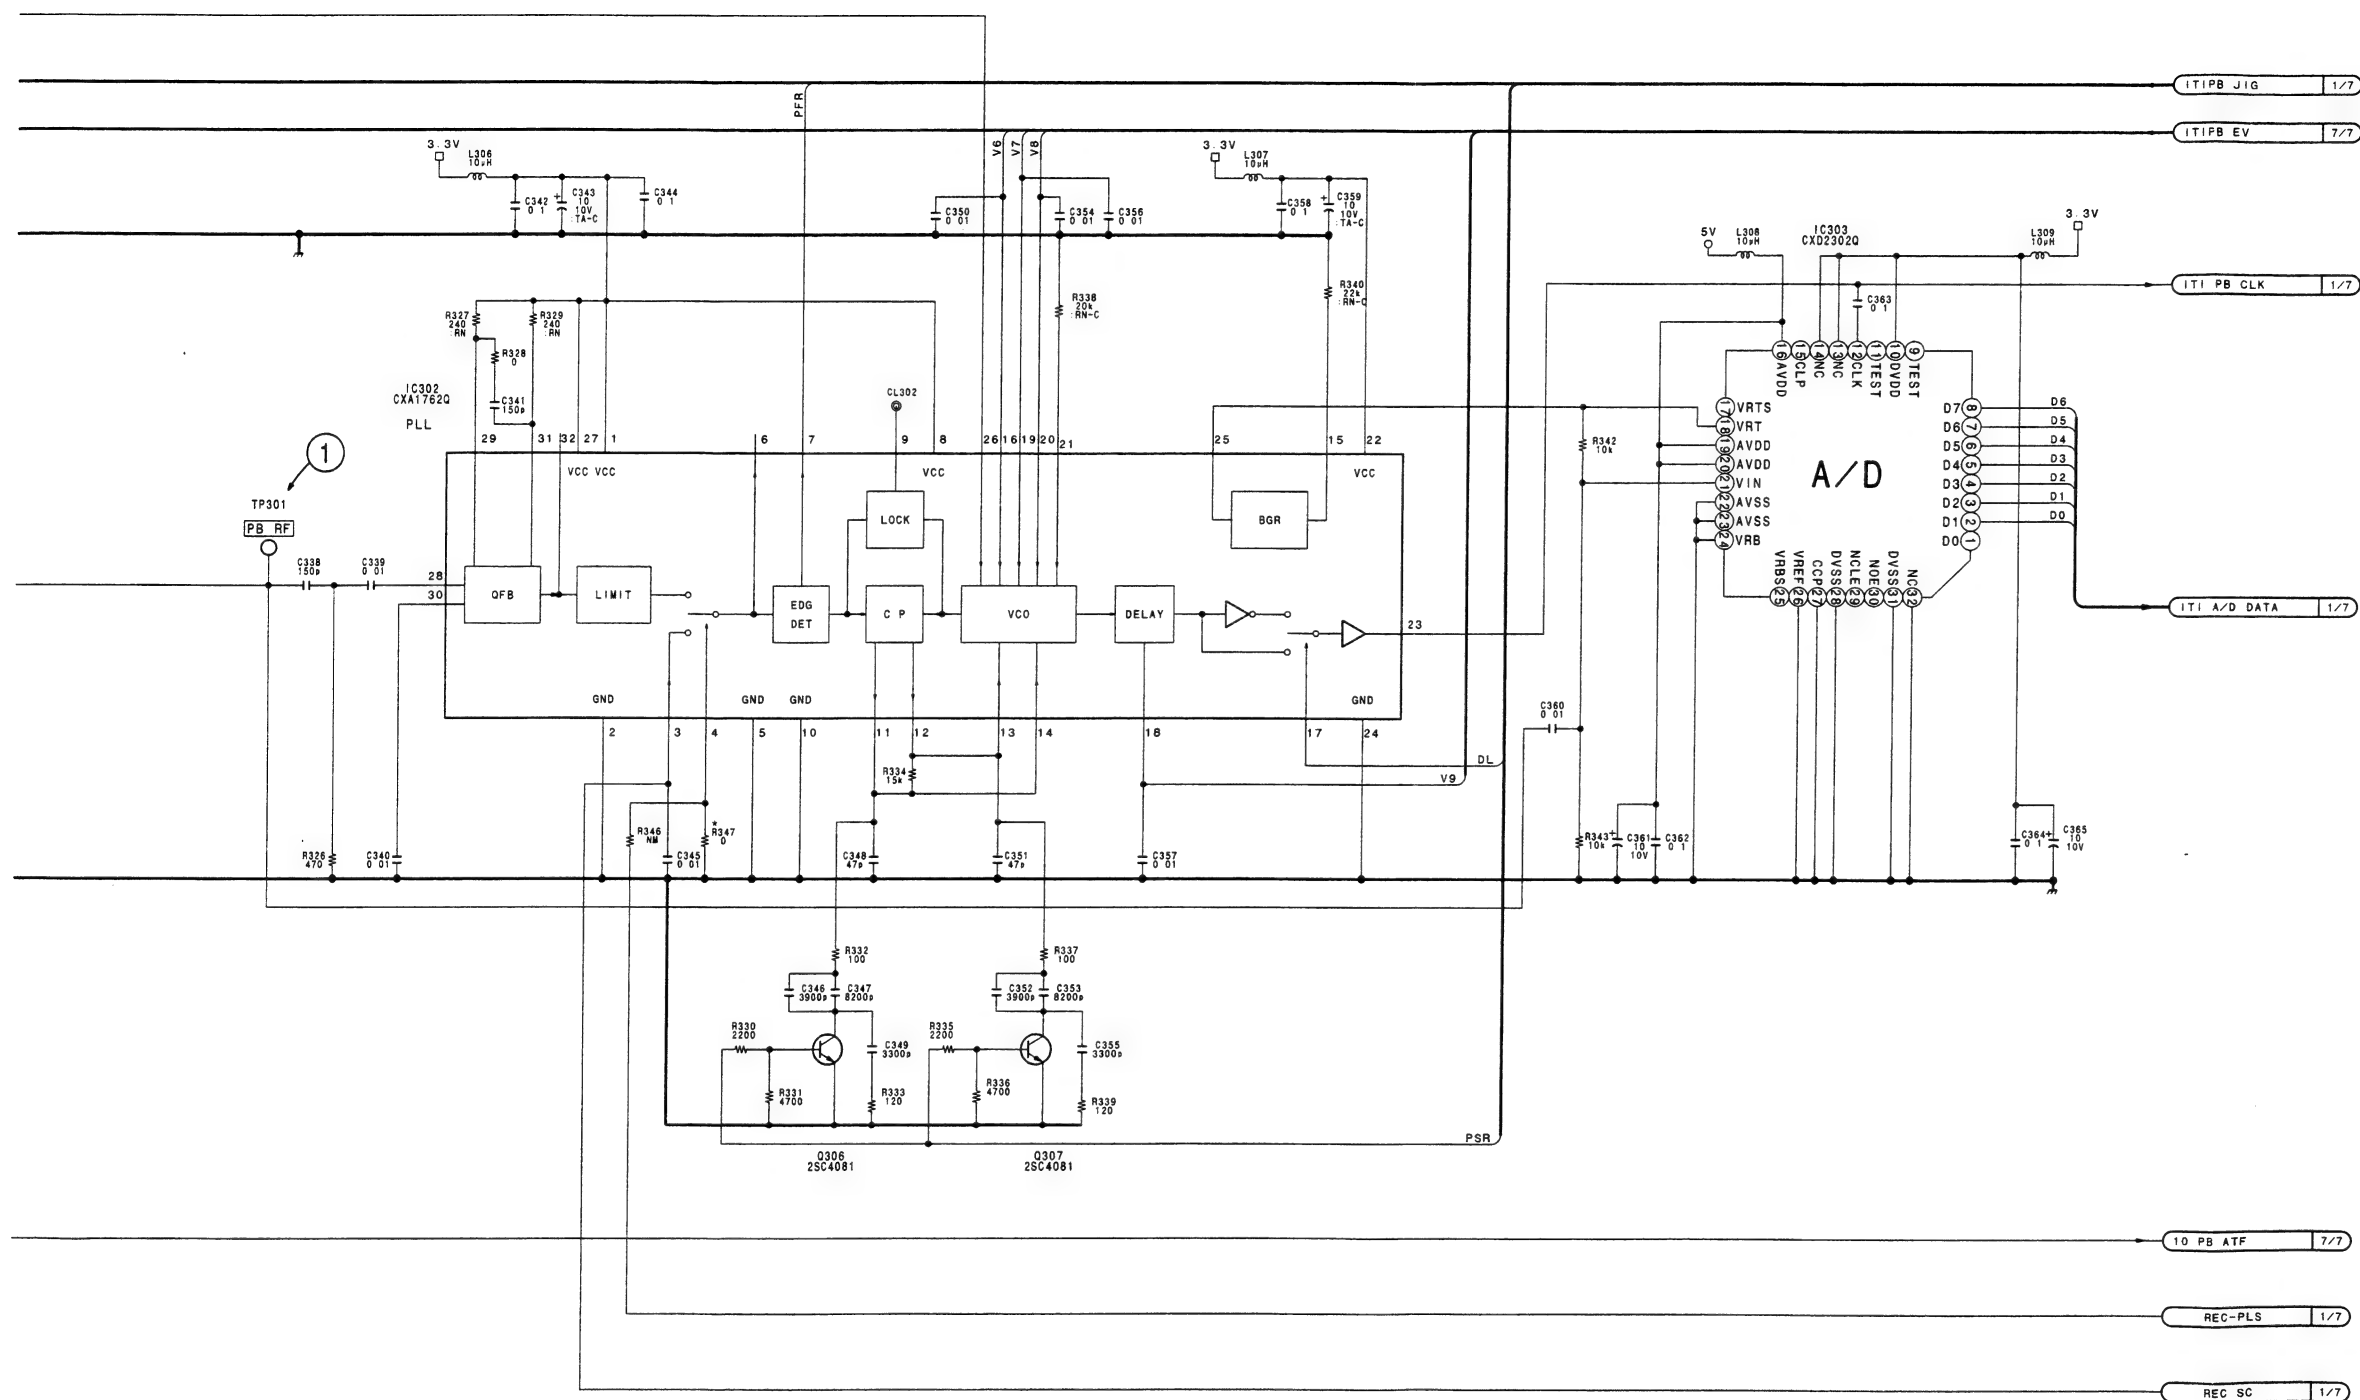 ITIPB JIG 1/7
PFR
ITIPB EV 7/7
3.3V
L306
10µH
C342
0 1
C343
10
10V
:TA-C
C344
0 1
V6
V7
V8
C350
0 01
C354
0 01
C356
0 01
3.3V
L307
10µH
C358
0 1
C359
10
10V
:TA-C
5V
L308
10µH
IC303
CXD2302Q
L309
10µH
3.3V
ITI PB CLK 1/7
R327
240
:RN
R329
240
:RN
R328
0
C341
150p
R338
20k
:RN-C
R340
22k
:RN-C
C363
0 1
IC302
CXA1762Q
PLL
CL302
29 31 32 27 1 6 7 9 8 26 16 19 20 21 25 15 22
VCC VCC VCC VCC
16 15 14 13 12 11 10 9
AVDD CLP NC NC CLK TEST DVDD TEST
17 VRTS
18 VRT
19 AVDD
20 AVDD
21 VIN
22 AVSS
23 AVSS
24 VRB
A/D
D7 8 D6
D6 7 D5
D5 6 D4
D4 5 D3
D3 4 D2
D2 3 D1
D1 2 D0
D0 1
VRBS VREF CCP DVSS NCLE NOE DVSS NC
25 26 27 28 29 30 31 32
ITI A/D DATA 1/7
R342
10k
1
TP301
PB RF
C338
150p
C339
0 01
28
30
QFB
LIMIT
EDG
DET
LOCK
C P
VCO
DELAY
BGR
23
GND GND GND GND
2 3 4 5 10 11 12 13 14 18 17 24
R334
15k
DL
V9
C360
0 01
R326
470
C340
0 01
R346
NM
C345
0 01
*
R347
0
C348
47p
C351
47p
C357
0 01
R343
10k
C361
10
10V
C362
0 1
C364
0 1
C365
10
10V
R332
100
R337
100
C346
3900p
C347
8200p
C352
3900p
C353
8200p
R330
2200
R335
2200
C349
3300p
C355
3300p
R331
4700
R333
120
R336
4700
R339
120
PSR
Q306
2SC4081
Q307
2SC4081
10 PB ATF 7/7
REC-PLS 1/7
REC SC 1/7